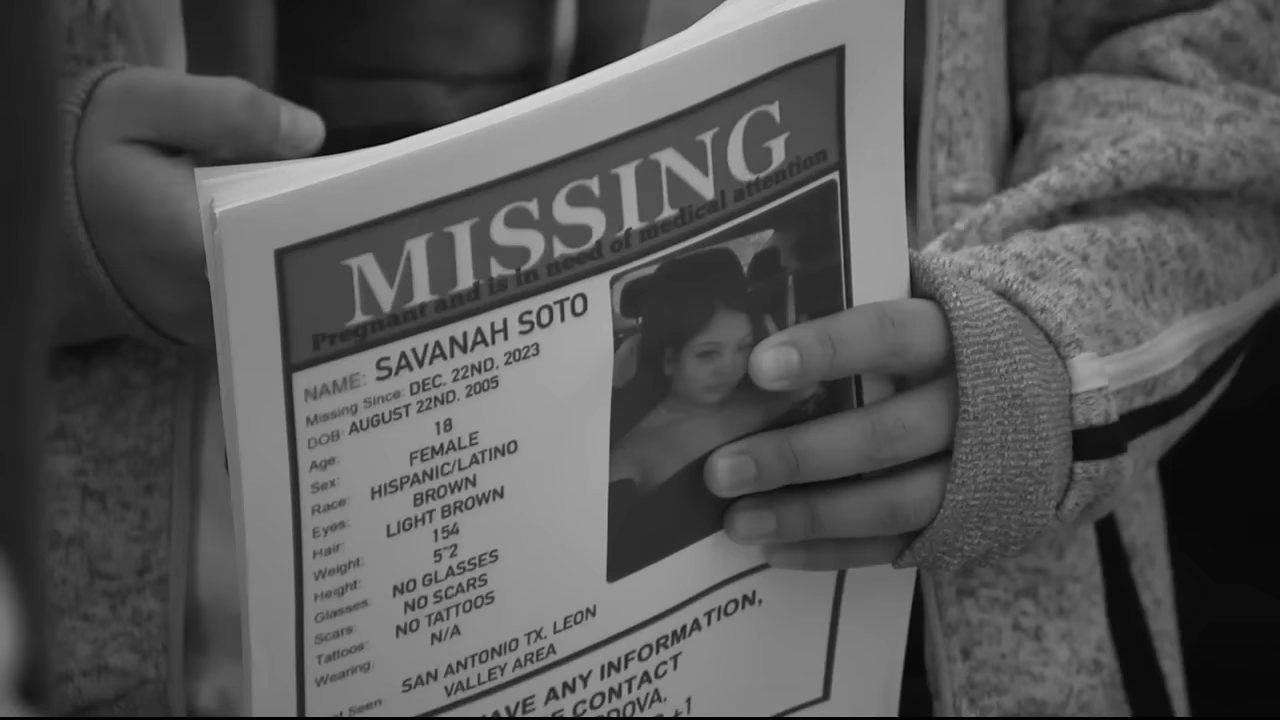 MISSING
Pregnant and is in need of medical attention
NAME: SAVANAH SOTO
Missing Since: DEC. 22ND, 2023
DOB: AUGUST 22ND, 2005
Age: 18
Sex: FEMALE
Race: HISPANIC/LATINO
Eyes: BROWN
Hair: LIGHT BROWN
Weight: 154
Height: 5"2
Glasses: NO GLASSES
Scars: NO SCARS
Tattoos: NO TATTOOS
Wearing: N/A
Seen SAN ANTONIO TX, LEON
VALLEY AREA
ANY INFORMATION,
CONTACT
+1